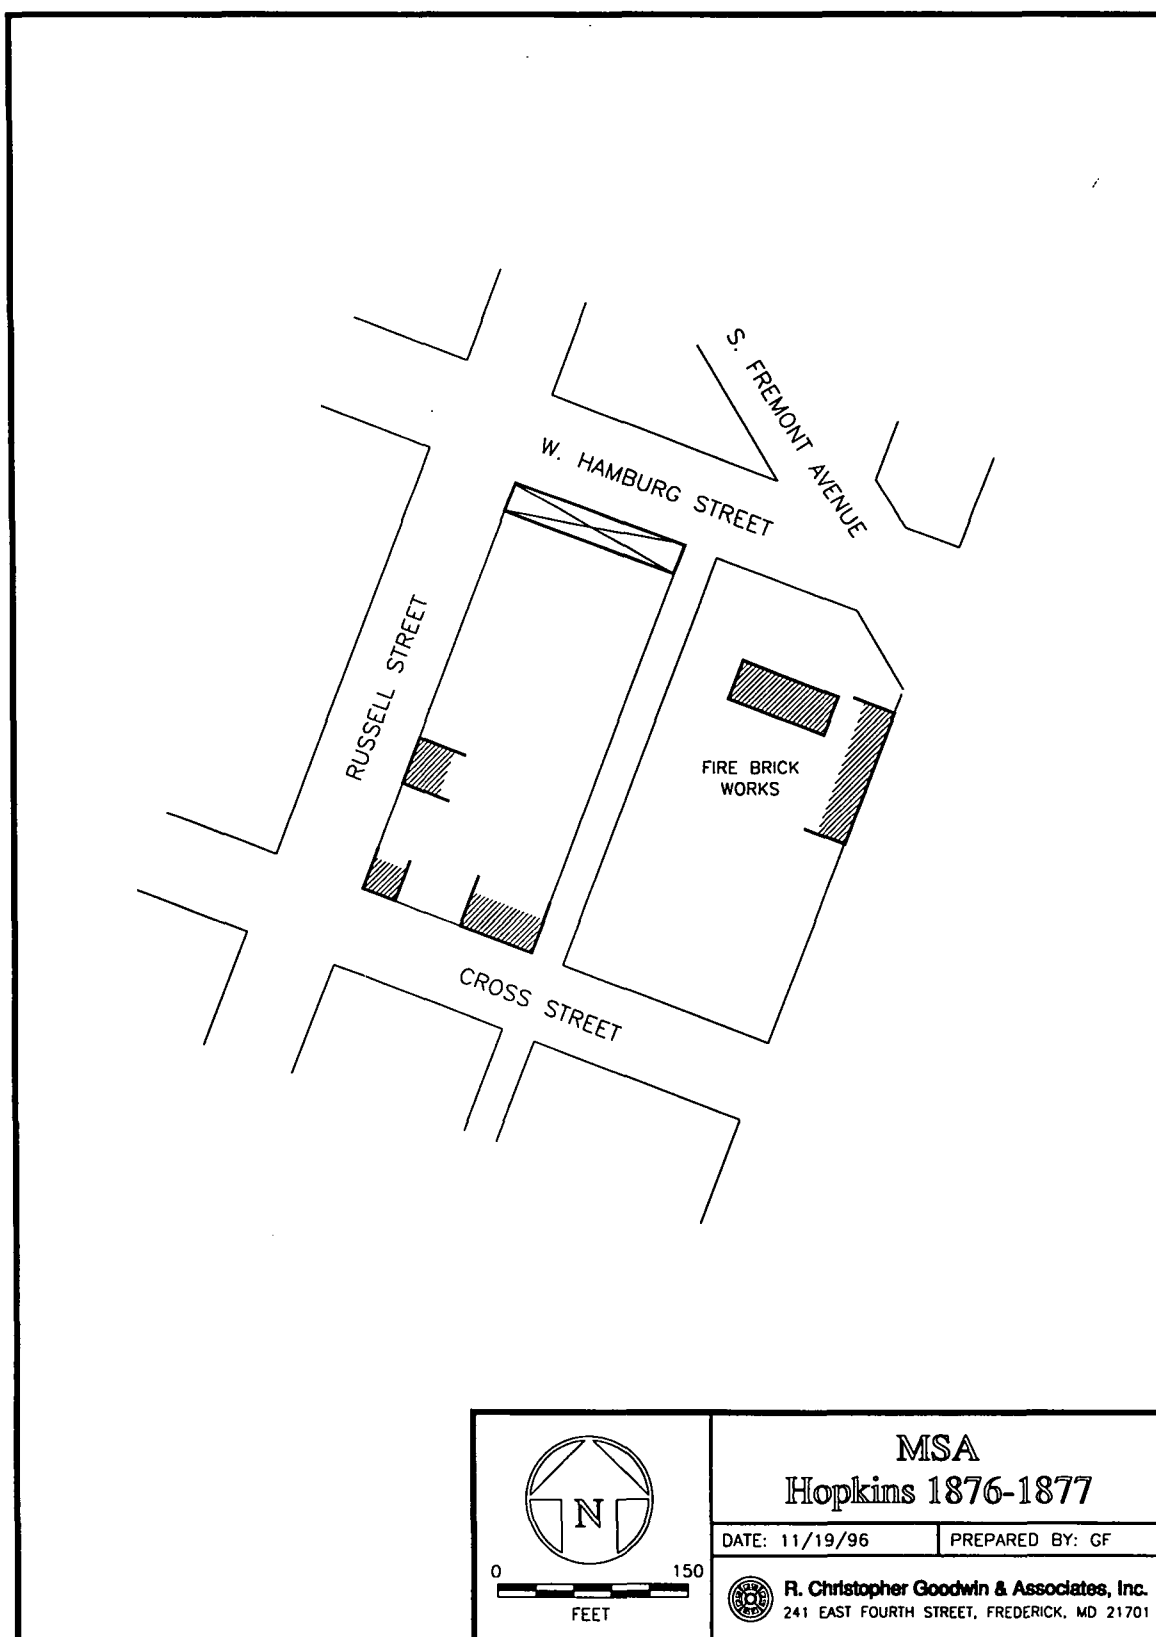 S. FREMONT AVENUE
W. HAMBURG STREET
RUSSELL STREET
FIRE BRICK
WORKS
CROSS STREET
N
0 150
FEET
MSA
Hopkins 1876-1877
DATE: 11/19/96
PREPARED BY: GF
R. Christopher Goodwin & Associates, Inc.
241 EAST FOURTH STREET, FREDERICK, MD 21701